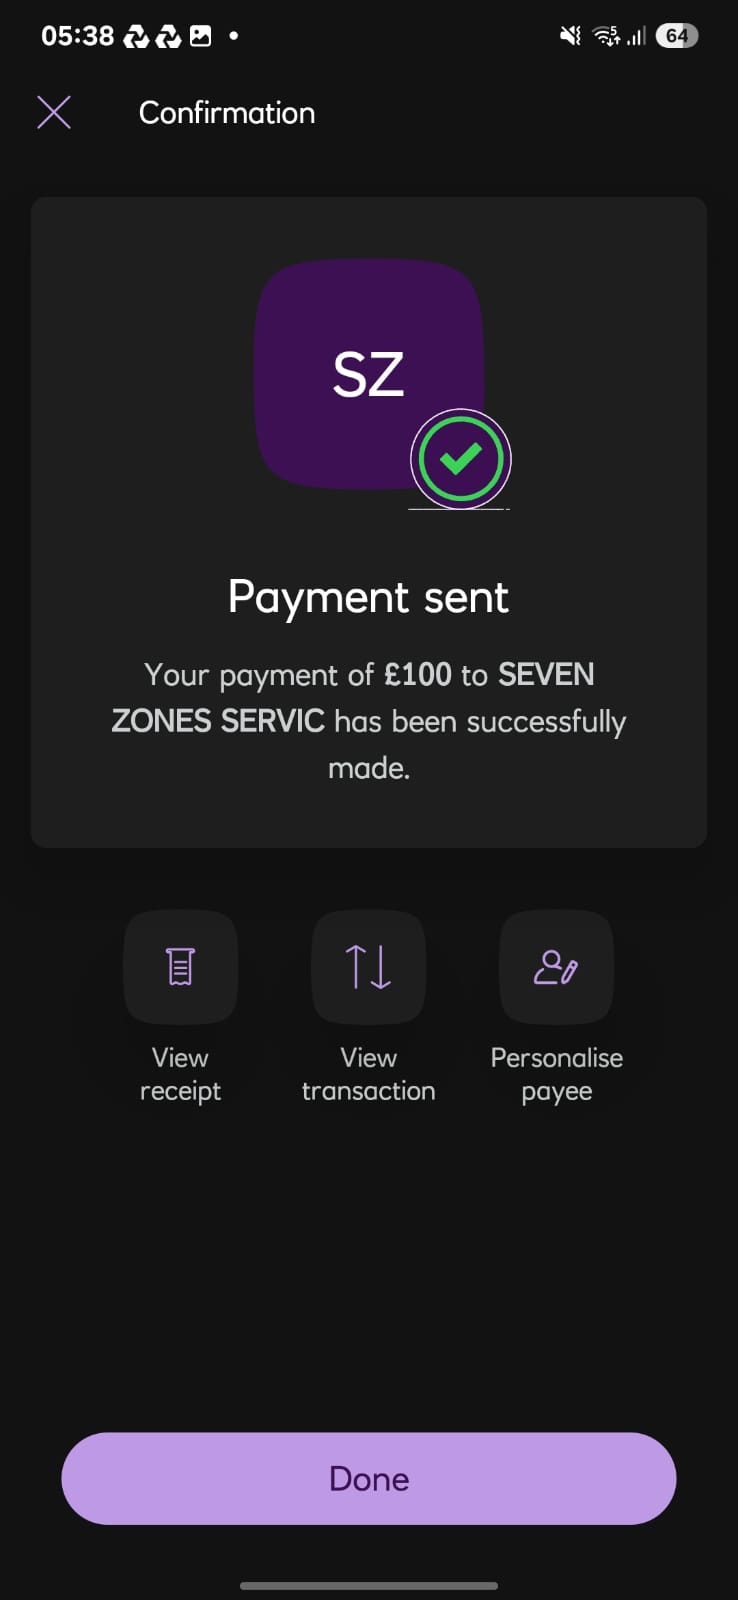 05:38
64
Confirmation
SZ
Payment sent
Your payment of £100 to SEVEN
ZONES SERVIC has been successfully
made.
View
receipt
View
transaction
Personalise
payee
Done